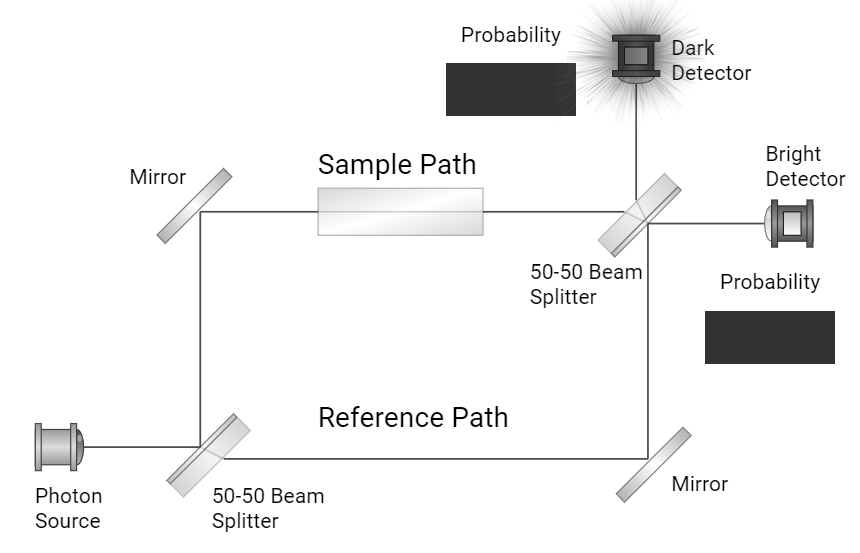 Probability
Dark
Detector
Mirror
Sample Path
Bright
Detector
50-50 Beam
Splitter
Probability
Reference Path
Photon
Source
50-50 Beam
Splitter
Mirror